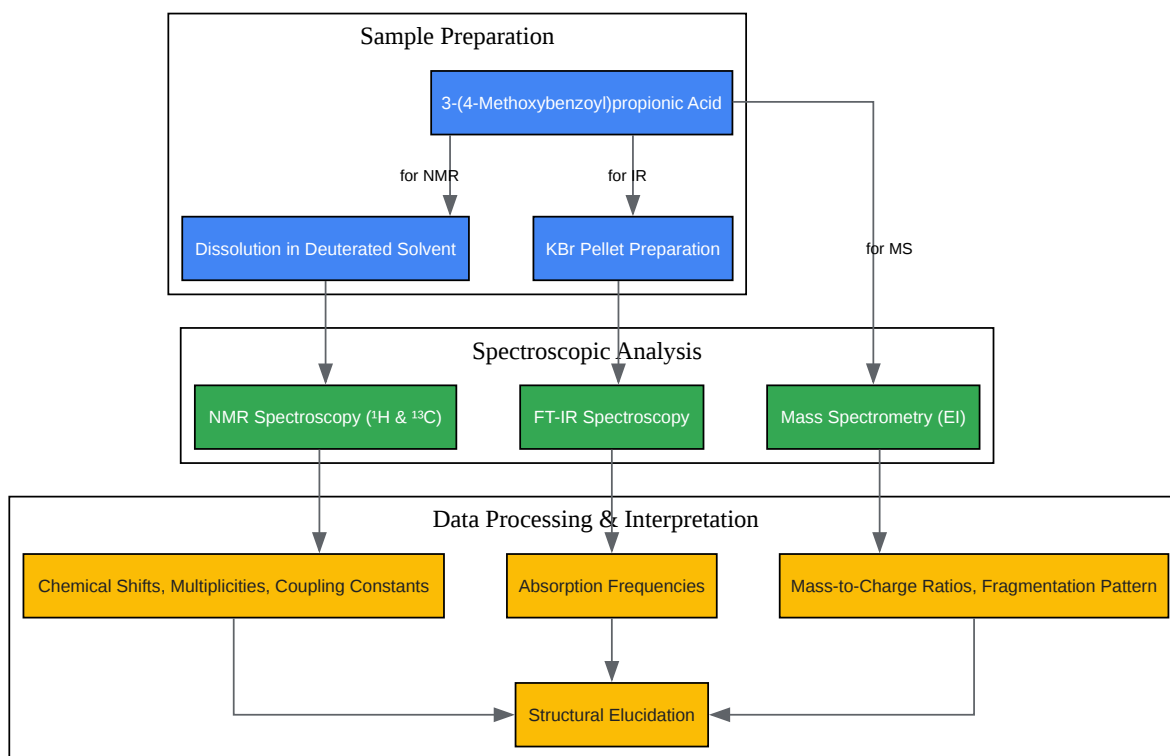 Sample Preparation
3-(4-Methoxybenzoyl)propionic Acid
for NMR
for IR
Dissolution in Deuterated Solvent
KBr Pellet Preparation
for MS
Spectroscopic Analysis
NMR Spectroscopy (¹H & ¹³C)
FT-IR Spectroscopy
Mass Spectrometry (EI)
Data Processing & Interpretation
Chemical Shifts, Multiplicities, Coupling Constants
Absorption Frequencies
Mass-to-Charge Ratios, Fragmentation Pattern
Structural Elucidation